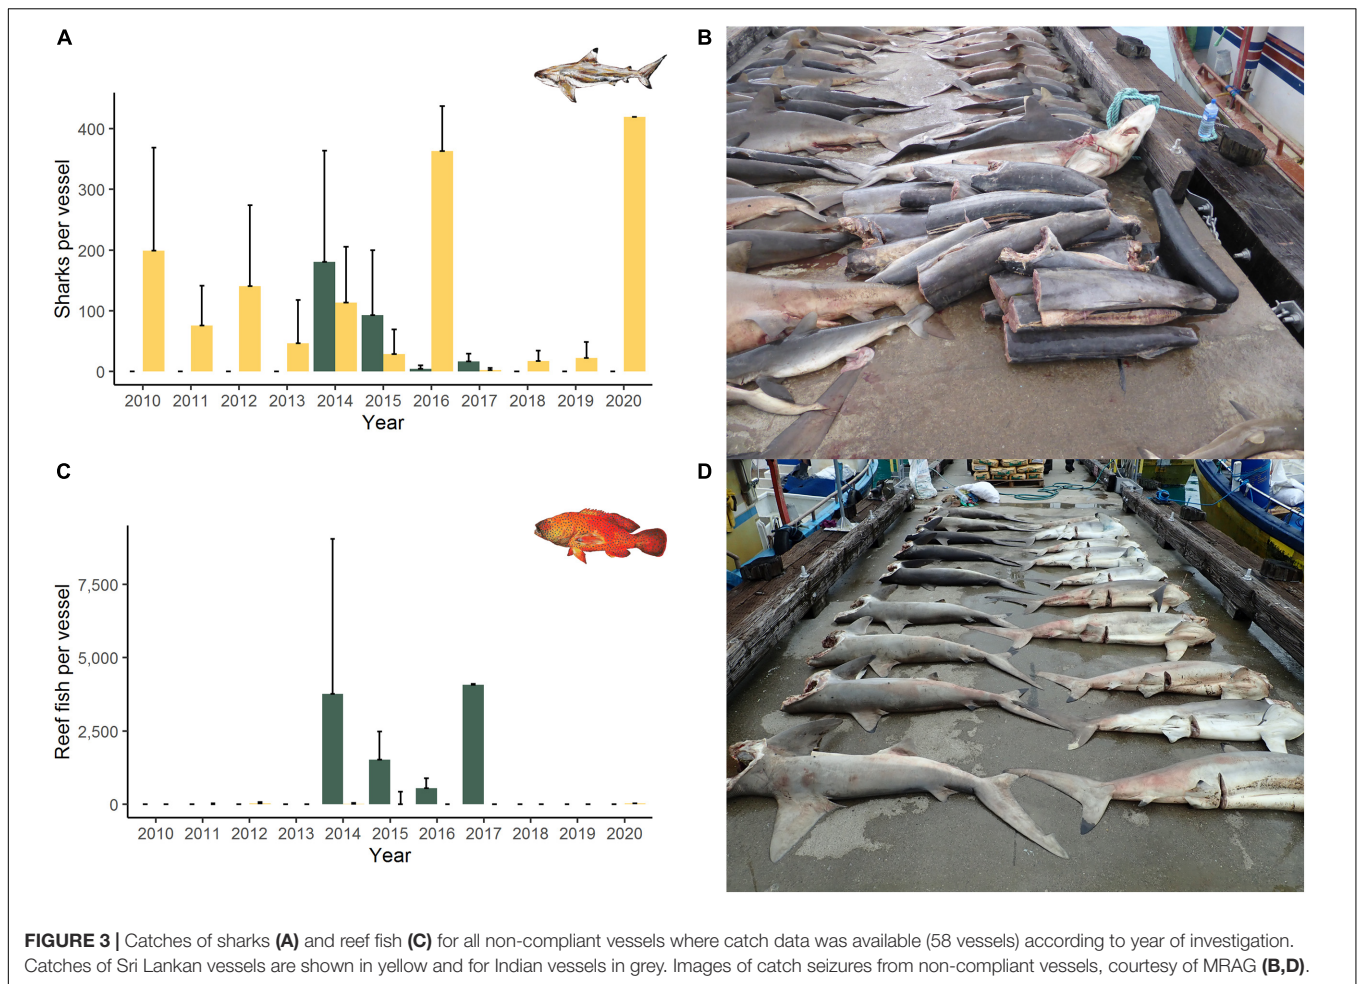 A
B
400
300
200
100
0
Sharks per vessel
2010 2011 2012 2013 2014 2015 2016 2017 2018 2019 2020
Year
C
D
7,500
5,000
2,500
0
Reef fish per vessel
2010 2011 2012 2013 2014 2015 2016 2017 2018 2019 2020
Year
FIGURE 3 | Catches of sharks (A) and reef fish (C) for all non-compliant vessels where catch data was available (58 vessels) according to year of investigation.
Catches of Sri Lankan vessels are shown in yellow and for Indian vessels in grey. Images of catch seizures from non-compliant vessels, courtesy of MRAG (B,D).